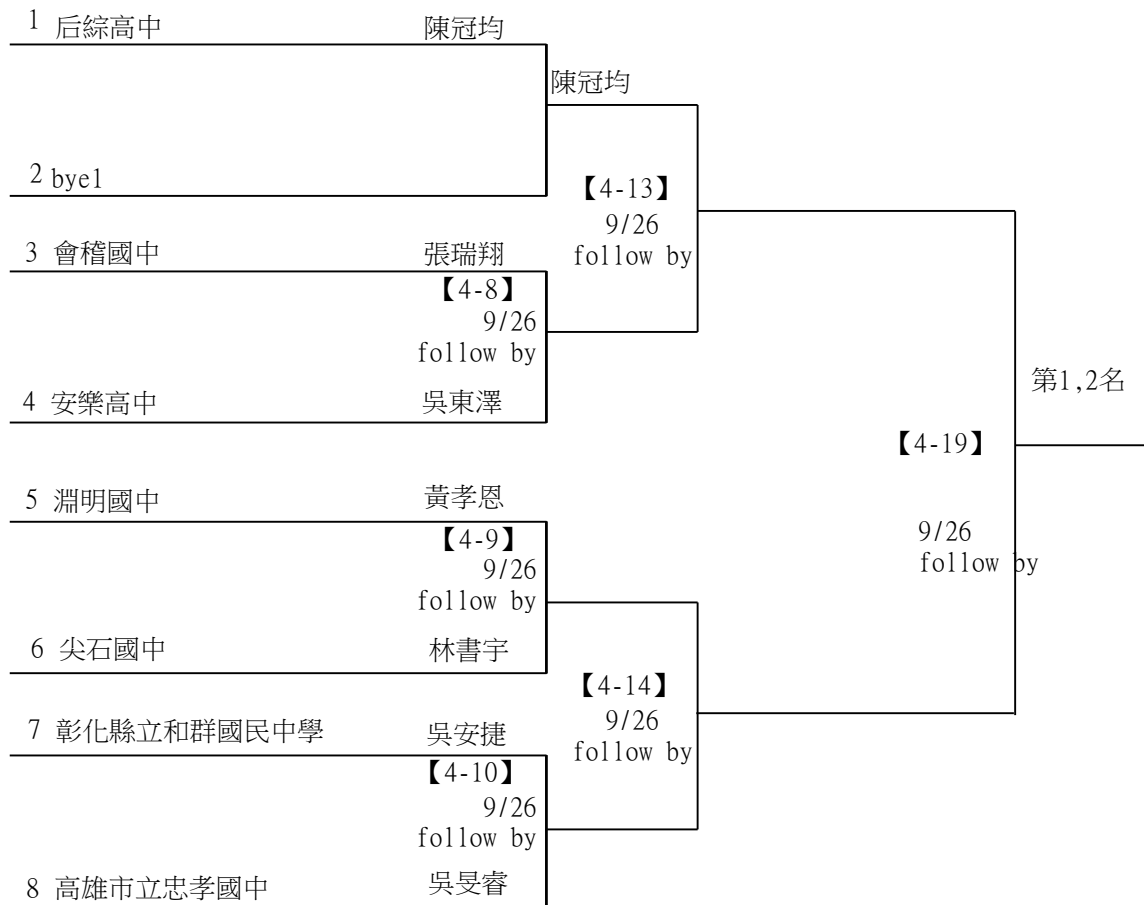 1 后綜高中 陳冠均
陳冠均
2 bye1
【4-13】
9/26
follow by
3 會稽國中 張瑞翔
【4-8】
9/26
follow by
4 安樂高中 吳東澤
第1,2名
【4-19】
9/26
follow by
5 淵明國中 黃孝恩
【4-9】
9/26
follow by
6 尖石國中 林書宇
【4-14】
9/26
follow by
7 彰化縣立和群國民中學 吳安捷
【4-10】
9/26
follow by
8 高雄市立忠孝國中 吳旻睿